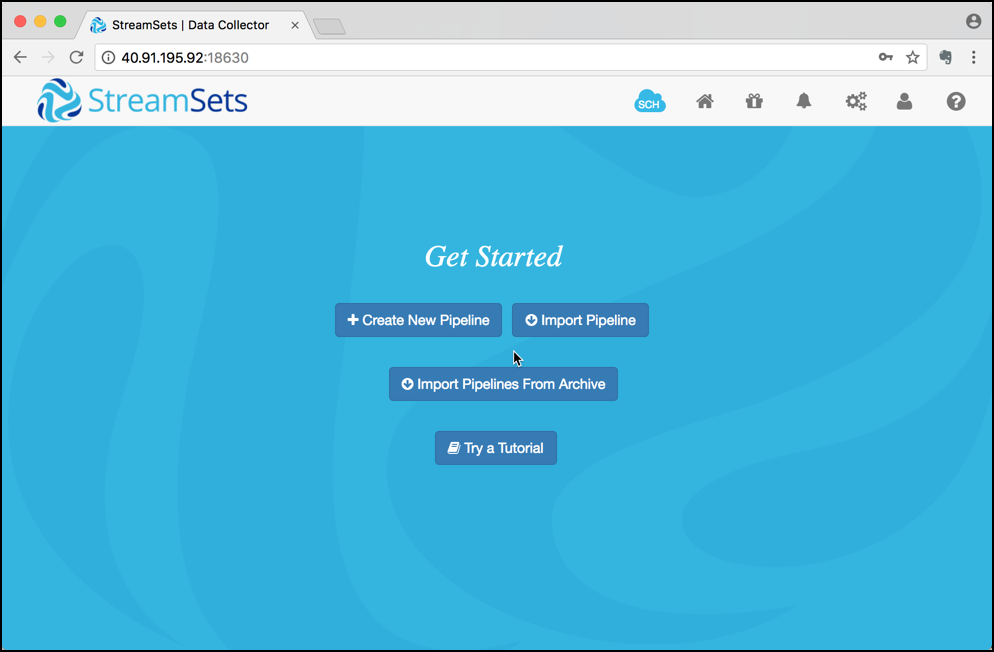 StreamSets | Data Collector
40.91.195.92:18630
StreamSets
SCH
Get Started
Create New Pipeline
Import Pipeline
Import Pipelines From Archive
Try a Tutorial